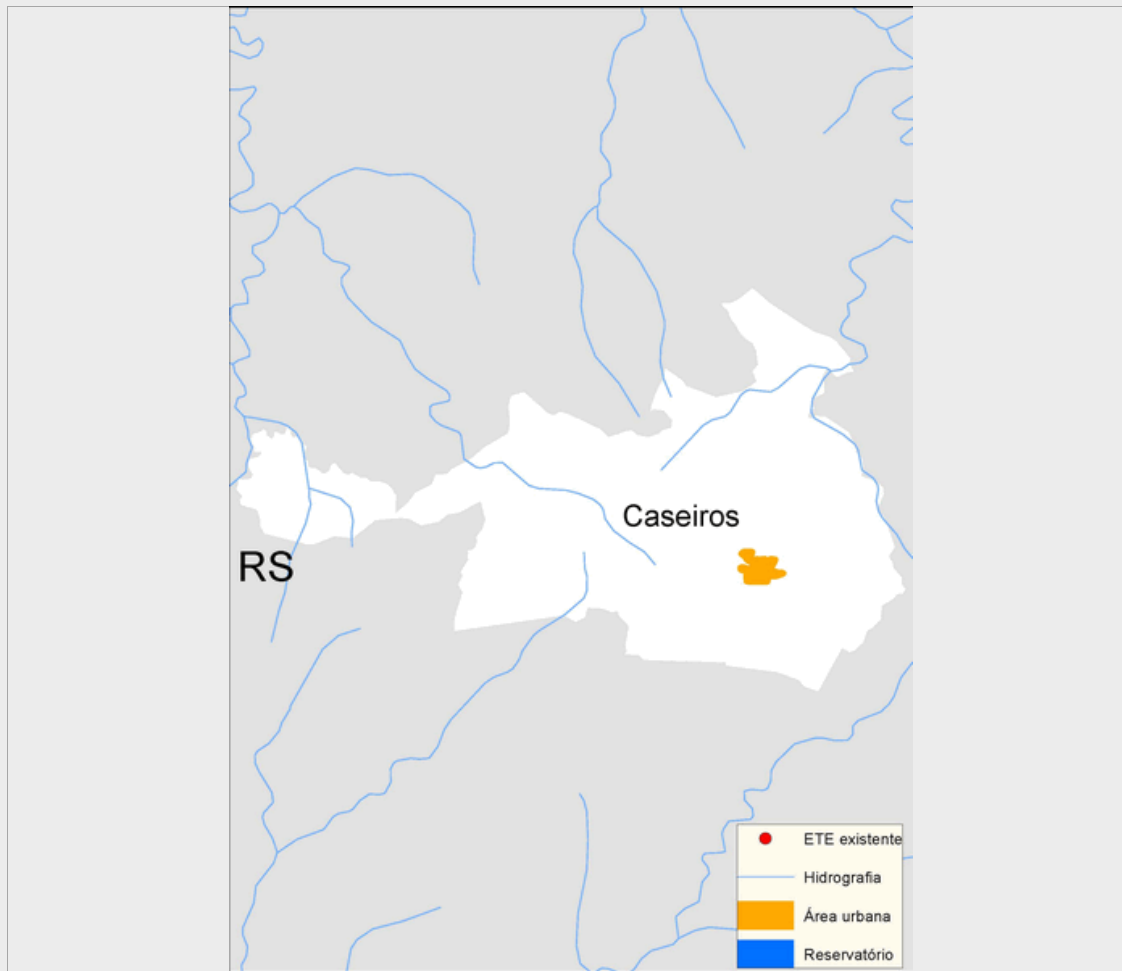 Caseiros
RS
ETE existente
Hidrografia
Área urbana
Reservatório